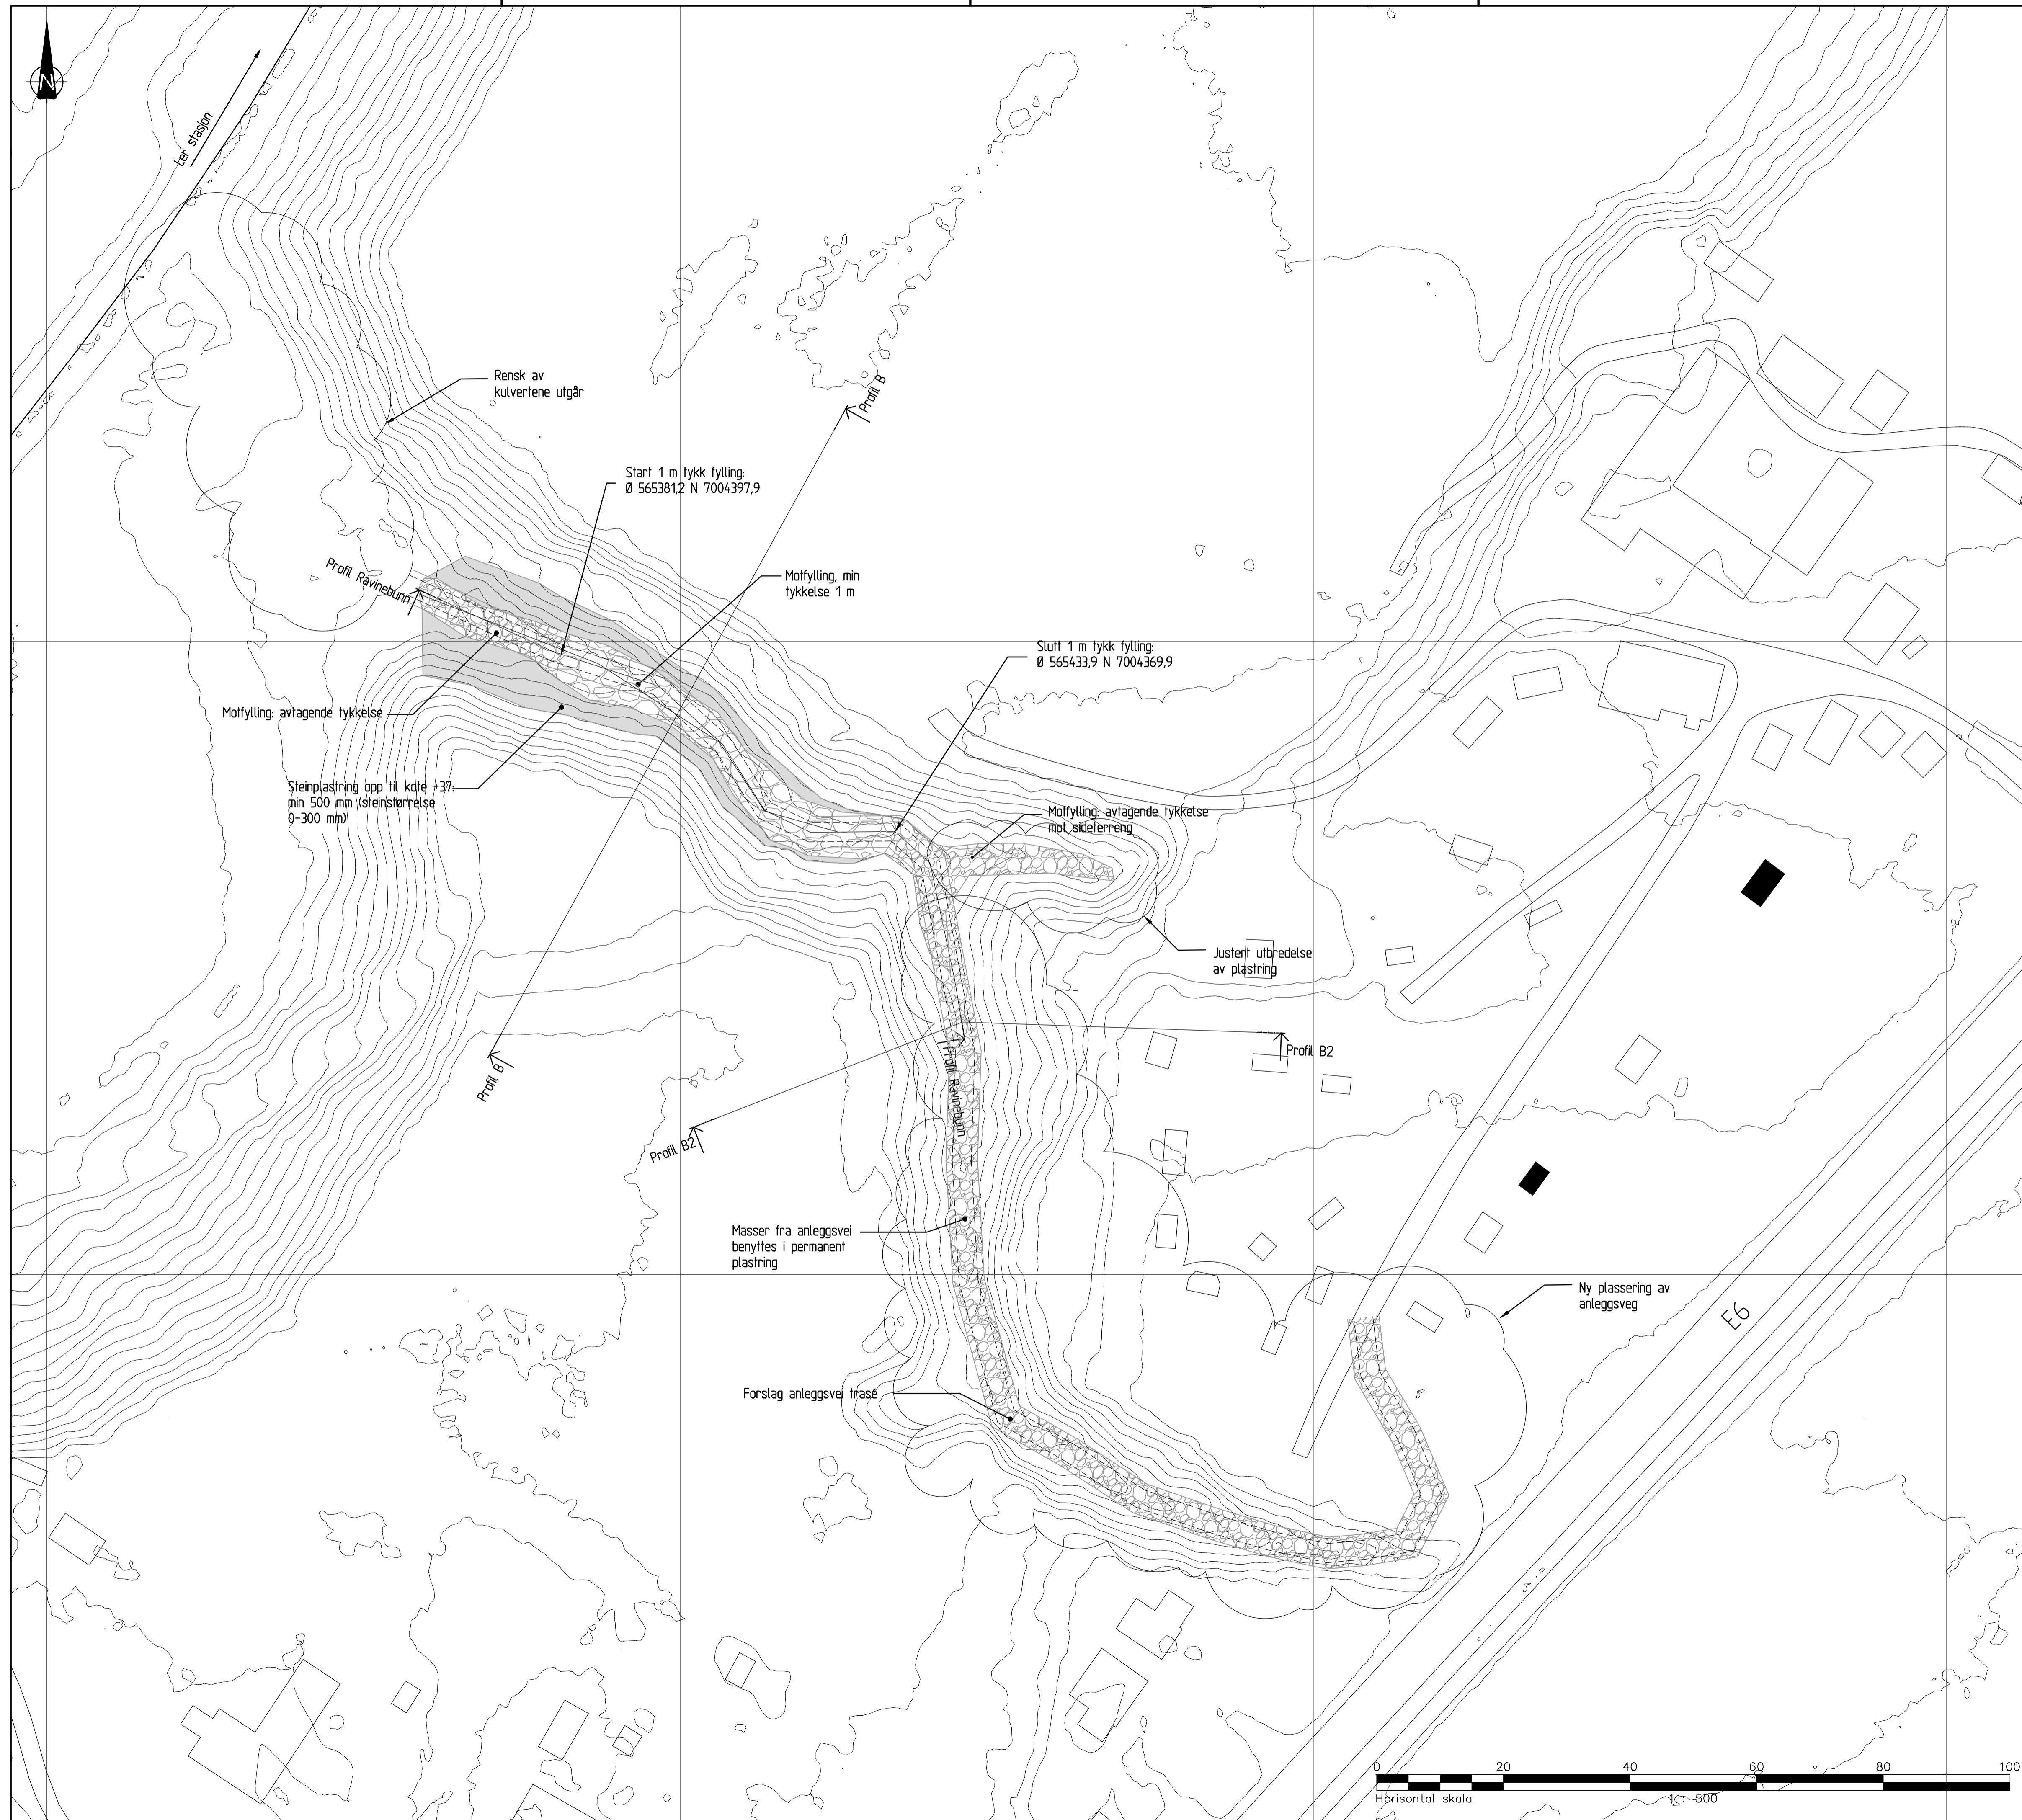 N
Ler stasjon
Rensk av
kulvertene utgår
Profil B
Start 1 m tykk fylling:
Ø 565381,2 N 7004397,9
Profil Ravinebunn
Motfylling, min
tykkelse 1 m
Slutt 1 m tykk fylling:
Ø 565433,9 N 7004369,9
Motfylling: avtagende tykkelse
Steinplastring opp til kote +37:
min 500 mm (steinstørrelse
0-300 mm)
Motfylling: avtagende tykkelse
mot sideterreng
Justert utbredelse
av plastring
Profil B
Profil B2
Profil Ravinebunn
Profil B2
Masser fra anleggsvei
benyttes i permanent
plastring
Ny plassering av
anleggsveg
E6
Forslag anleggsvei trasé
0 20 40 60 80 100
Horisontal skala 1 : 500